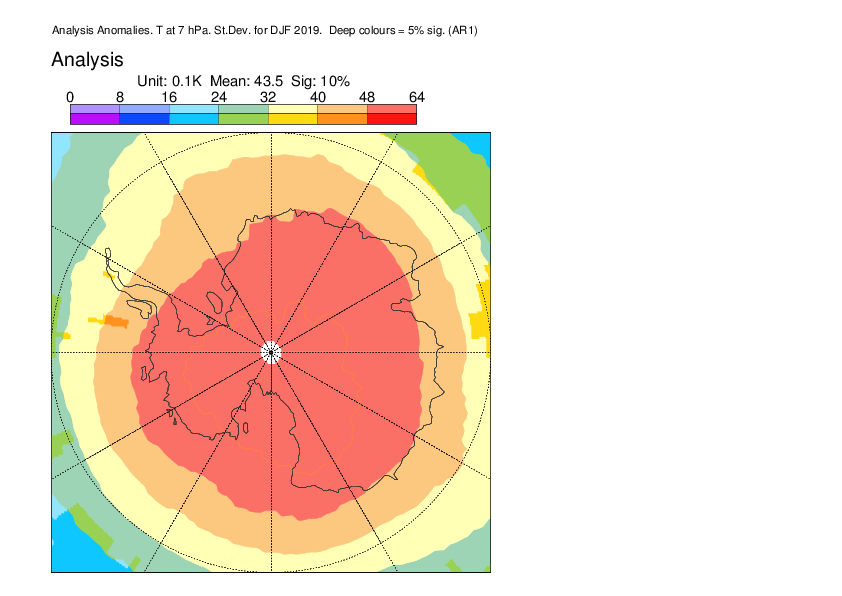 Analysis Anomalies. T at 7 hPa. St.Dev. for DJF 2019. Deep colours = 5% sig. (AR1)
Analysis
Unit: 0.1K Mean: 43.5 Sig: 10%
0 8 16 24 32 40 48 64